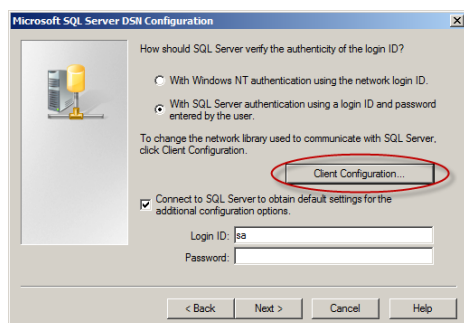 Microsoft SQL Server DSN Configuration
How should SQL Server verify the authenticity of the login ID?
With Windows NT authentication using the network login ID.
With SQL Server authentication using a login ID and password
entered by the user.
To change the network library used to communicate with SQL Server,
click Client Configuration.
Client Configuration...
Connect to SQL Server to obtain default settings for the
additional configuration options.
Login ID: sa
Password:
< Back Next > Cancel Help